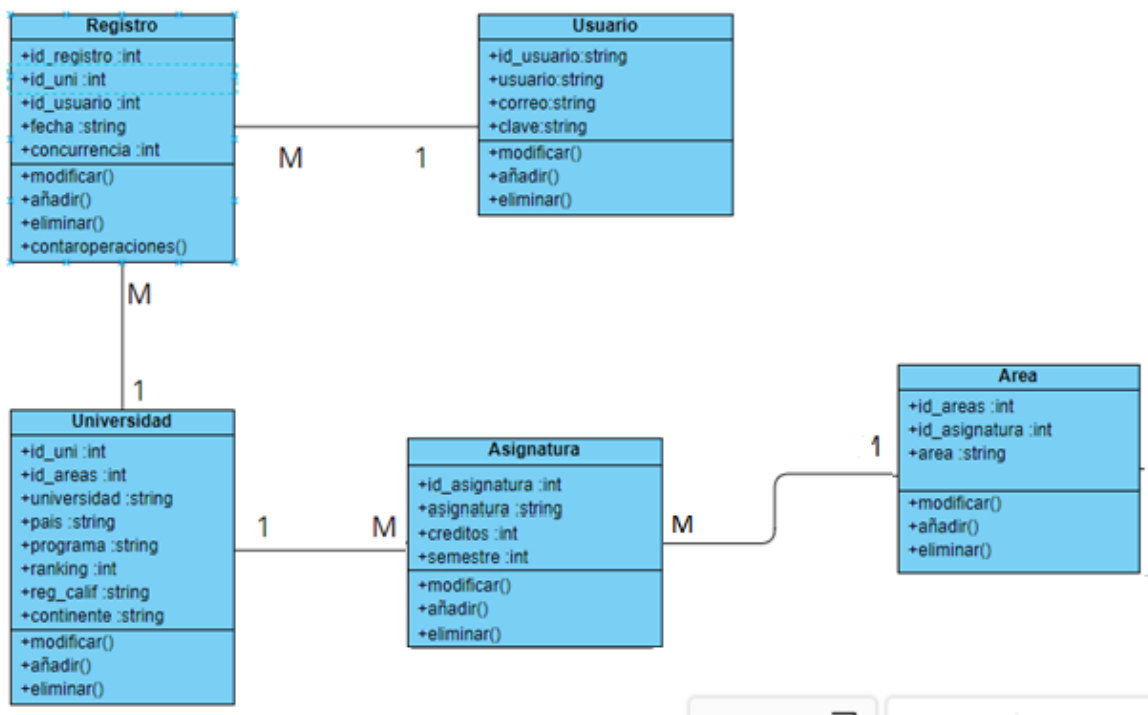 Registro
+id_registro :int
+id_uni :int
+id_usuario :int
+fecha :string
+concurrencia :int
+modificar()
+añadir()
+eliminar()
+contaroperaciones()
Usuario
+id_usuario:string
+usuario:string
+correo:string
+clave:string
+modificar()
+añadir()
+eliminar()
M
1
M
1
Universidad
+id_uni :int
+id_areas :int
+universidad :string
+pais :string
+programa :string
+ranking :int
+reg_calif :string
+continente :string
+modificar()
+añadir()
+eliminar()
1
M
Asignatura
+id_asignatura :int
+asignatura :string
+creditos :int
+semestre :int
+modificar()
+añadir()
+eliminar()
M
1
Area
+id_areas :int
+id_asignatura :int
+area :string
+modificar()
+añadir()
+eliminar()